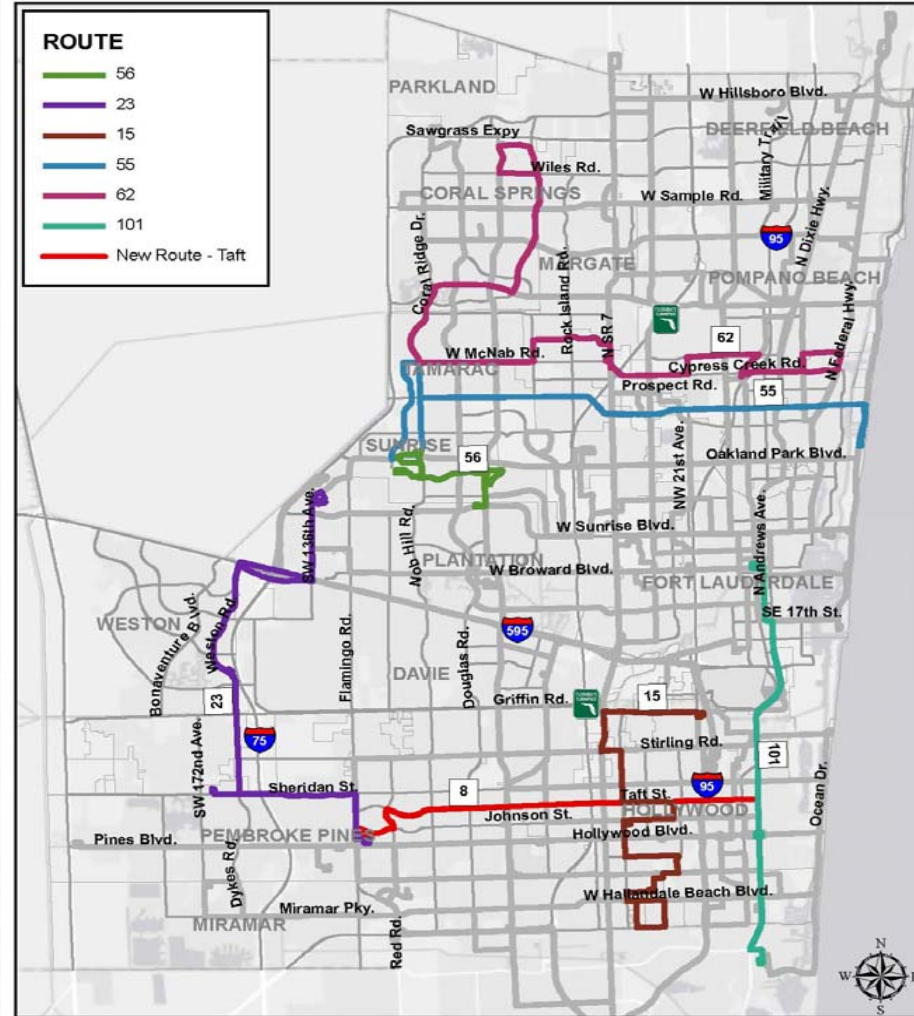 ROUTE
56
23
15
55
62
101
New Route - Taft
PARKLAND
W Hillsboro Blvd.
DEERFIELD BEACH
Military Trail
Sawgrass Expy
Wiles Rd.
CORAL SPRINGS
W Sample Rd.
N Dixie Hwy.
95
Coral Ridge Dr.
MARGATE
Rock Island Rd.
N SR 7
POMPANO BEACH
62
N Federal Hwy.
W McNab Rd.
Cypress Creek Rd.
TAMARAC
Prospect Rd.
55
SUNRISE
56
NW 21st Ave.
Oakland Park Blvd.
SW 136th Ave.
Nob Hill Rd.
W Sunrise Blvd.
N Andrews Ave.
PLANTATION
W Broward Blvd.
FORT LAUDERDALE
SE 17th St.
WESTON
Bonaventure Blvd.
Weston Rd.
595
Flamingo Rd.
DAVIE
Douglas Rd.
23
Griffin Rd.
15
75
Stirling Rd.
101
SW 172nd Ave.
Sheridan St.
8
Taft St.
95
Ocean Dr.
Johnson St.
HOLLYWOOD
Pines Blvd.
PEMBROKE PINES
Hollywood Blvd.
Dykes Rd.
W Hallandale Beach Blvd.
Miramar Pky.
MIRAMAR
Red Rd.
N
W
S